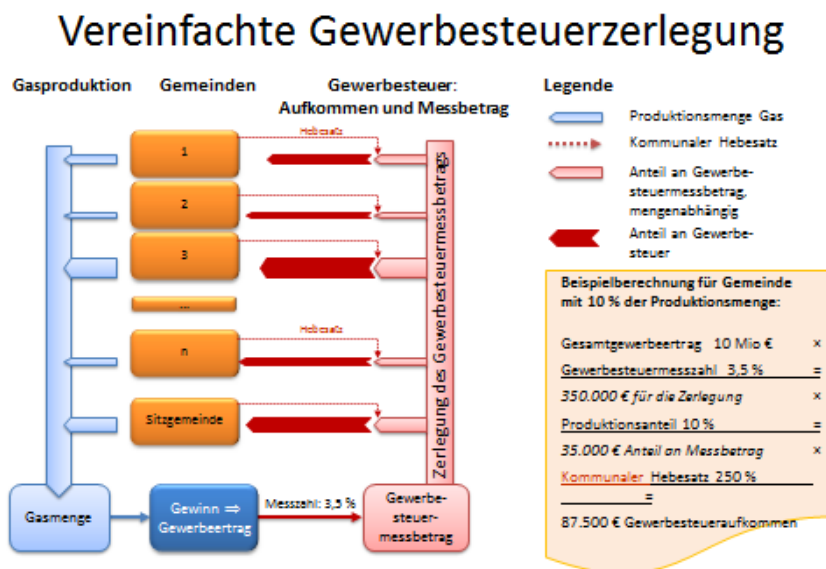 Vereinfachte Gewerbesteuerzerlegung
Gasproduktion
Gemeinden
Gewerbesteuer:
Aufkommen und Messbetrag
Hebesatz
1
2
3
...
Hebesatz
n
Sitzgemeinde
Zerlegung des Gewerbesteuermessbetrags
Gasmenge
Gewinn ⇒
Gewerbeertrag
Messzahl: 3,5 %
Gewerbe-
steuer-
messbetrag
Legende
Produktionsmenge Gas
Kommunaler Hebesatz
Anteil an Gewerbe-
steuermessbetrag,
mengenabhängig
Anteil an Gewerbe-
steuer
Beispielberechnung für Gemeinde
mit 10 % der Produktionsmenge:
Gesamtgewerbeertrag 10 Mio € ×
Gewerbesteuermesszahl 3,5 % =
350.000 € für die Zerlegung ×
Produktionsanteil 10 % =
35.000 € Anteil an Messbetrag ×
Kommunaler Hebesatz 250 %
=
87.500 € Gewerbesteueraufkommen